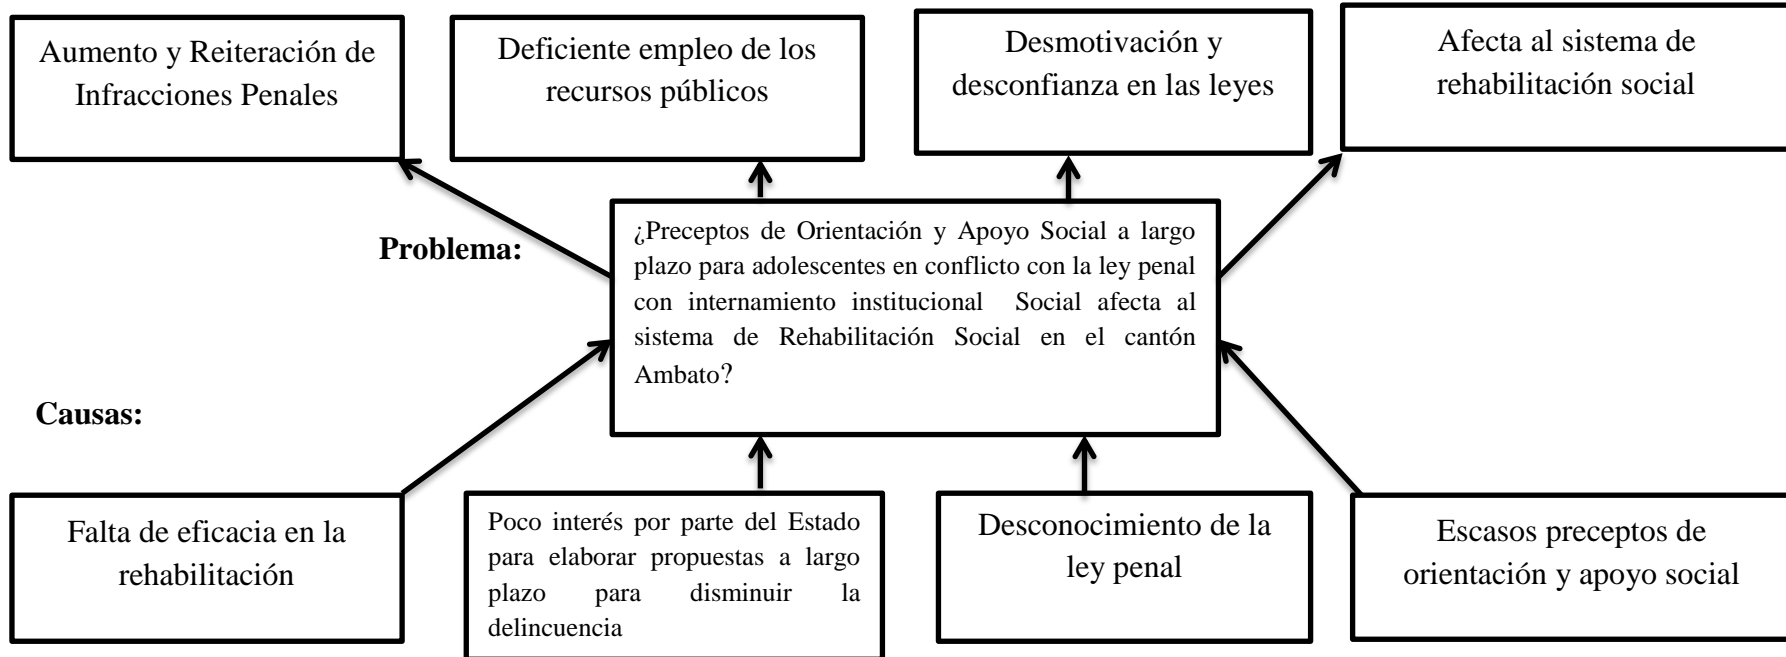 Aumento y Reiteración de
Infracciones Penales
Deficiente empleo de los
recursos públicos
Desmotivación y
desconfianza en las leyes
Afecta al sistema de
rehabilitación social
Problema:
¿Preceptos de Orientación y Apoyo Social a largo
plazo para adolescentes en conflicto con la ley penal
con internamiento institucional Social afecta al
sistema de Rehabilitación Social en el cantón
Ambato?
Causas:
Falta de eficacia en la
rehabilitación
Poco interés por parte del Estado
para elaborar propuestas a largo
plazo para disminuir la
delincuencia
Desconocimiento de la
ley penal
Escasos preceptos de
orientación y apoyo social